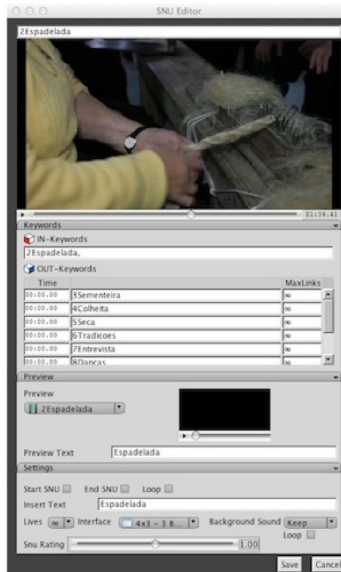 SNU Editor
2Espadelada
01:39.41
Keywords
IN-Keywords
2Espadelada,
OUT-Keywords
Time MaxLinks
00:00.00 3Sementeira ∞
00:00.00 4Colheita ∞
00:00.00 5Seca ∞
00:00.00 6Tradicoes ∞
00:00.00 7Entrevista ∞
00:00.00 8Dancas ∞
Preview
Preview
2Espadelada
Preview Text Espadelada
Settings
Start SNU End SNU Loop
Insert Text Espadelada
Lives ∞ Interface 4x3 - 3 B... Background Sound Keep
Loop
Snu Rating 1.00
Save Cancel